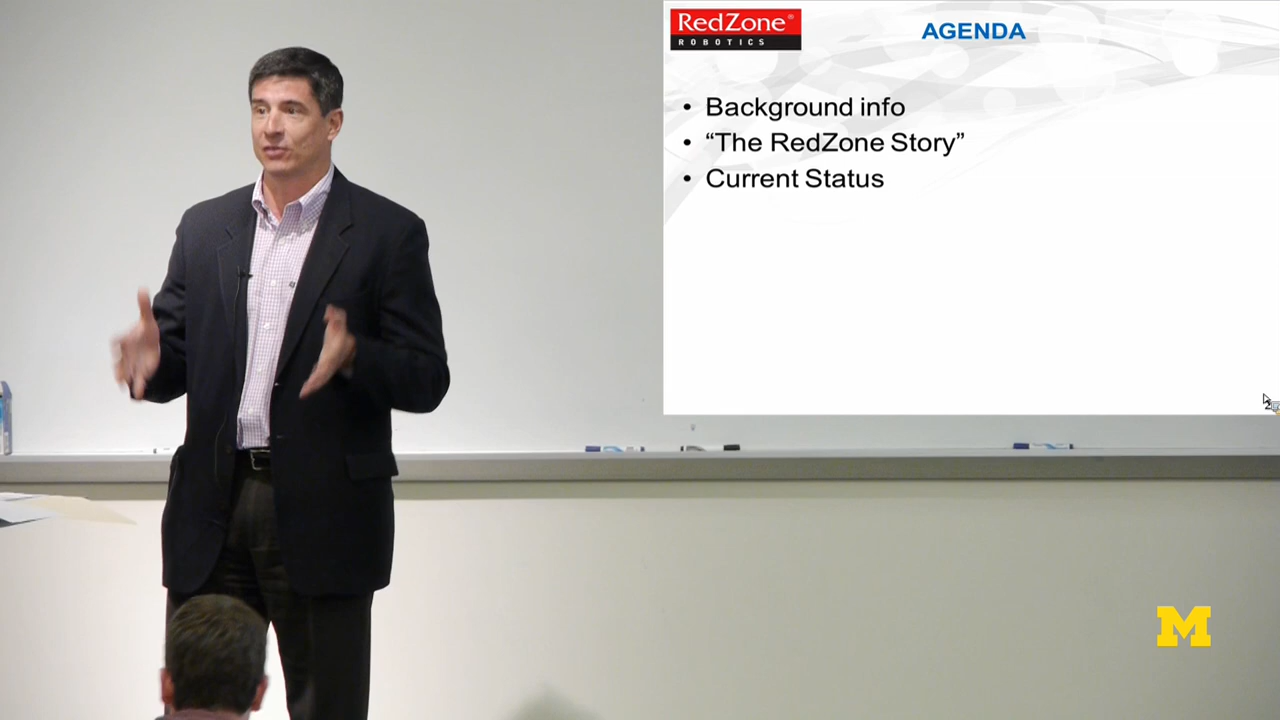 RedZone®
ROBOTICS
AGENDA
• Background info
• “The RedZone Story”
• Current Status
M